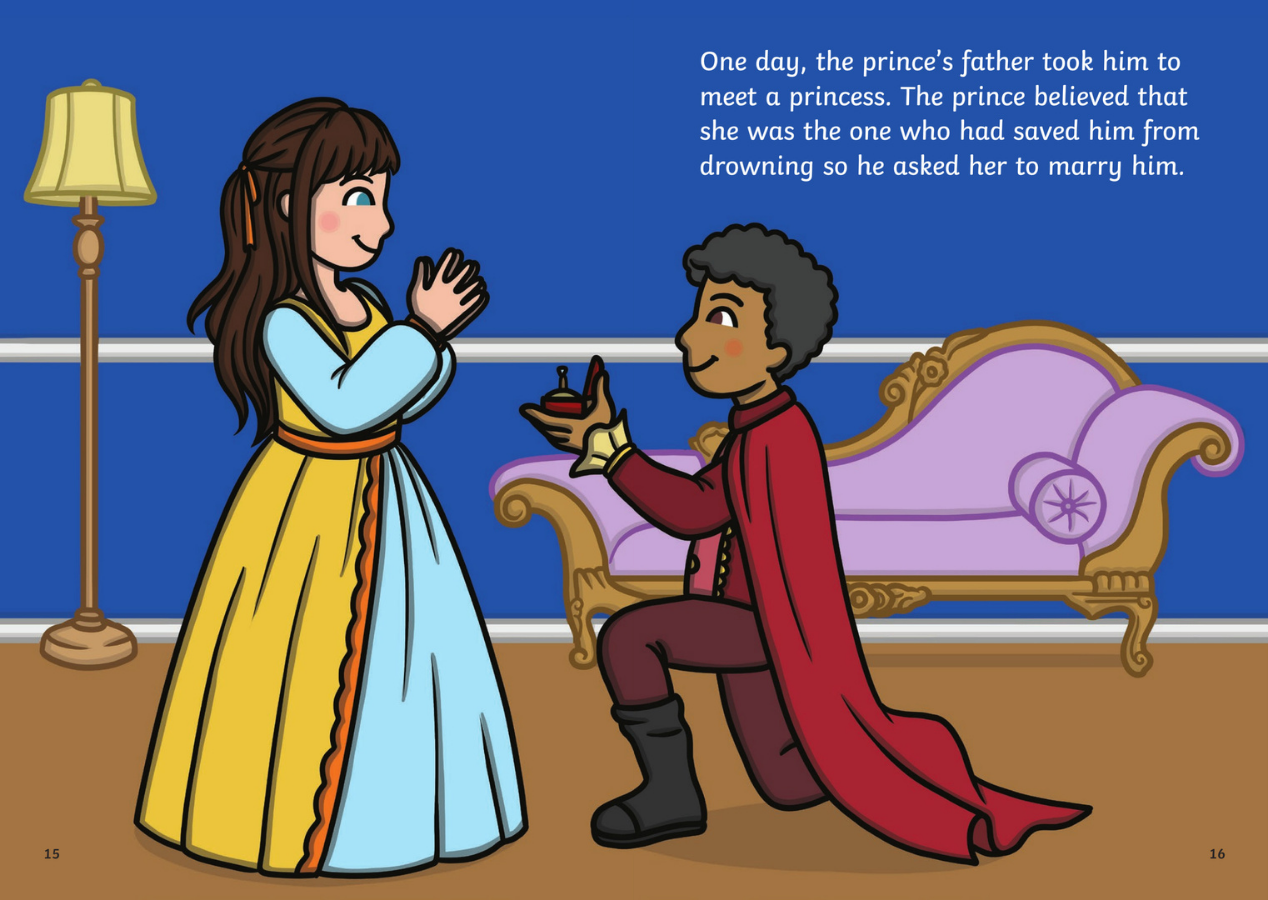 One day, the prince’s father took him to
meet a princess. The prince believed that
she was the one who had saved him from
drowning so he asked her to marry him.
15
16